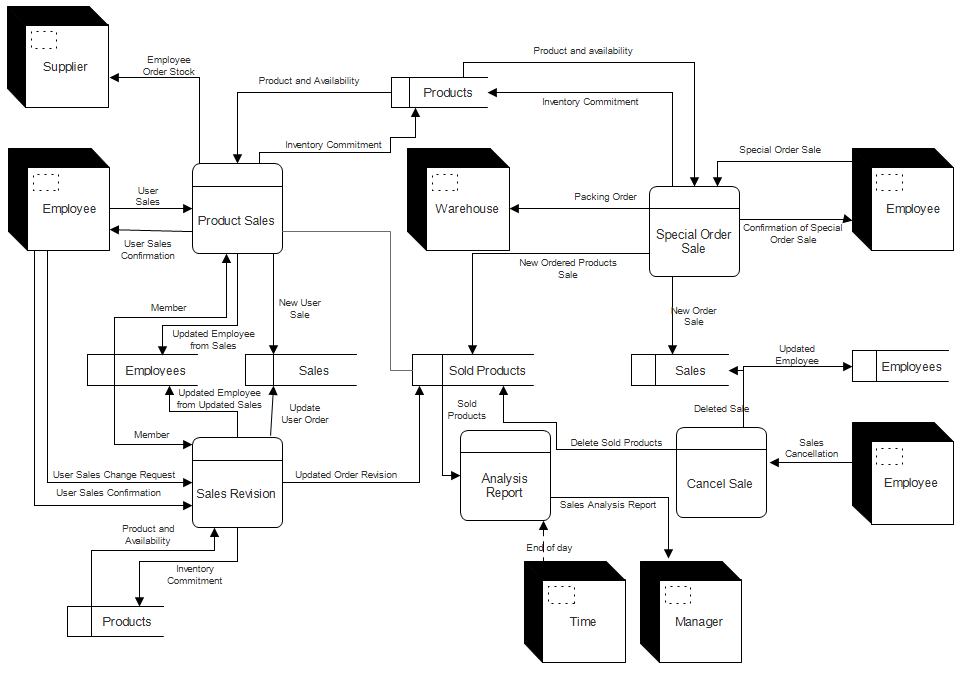 Product and availability
Employee
Order Stock
Supplier
Product and Availability
Products
Inventory Commitment
Inventory Commitment
Special Order Sale
User
Sales
Employee
Product Sales
Packing Order
Warehouse
Employee
Special Order
Sale
Confirmation of Special
Order Sale
User Sales
Confirmation
New Ordered Products
Sale
Member
New User
Sale
New Order
Sale
Updated Employee
from Sales
Updated
Employee
Employees
Sales
Sold Products
Sales
Employees
Updated Employee
from Updated Sales
Update
User Order
Sold
Products
Deleted Sale
Member
Delete Sold Products
Sales
Cancellation
User Sales Change Request
Updated Order Revision
Analysis
Report
Cancel Sale
Employee
User Sales Confirmation
Sales Revision
Sales Analysis Report
Product and
Availability
End of day
Inventory
Commitment
Products
Time
Manager